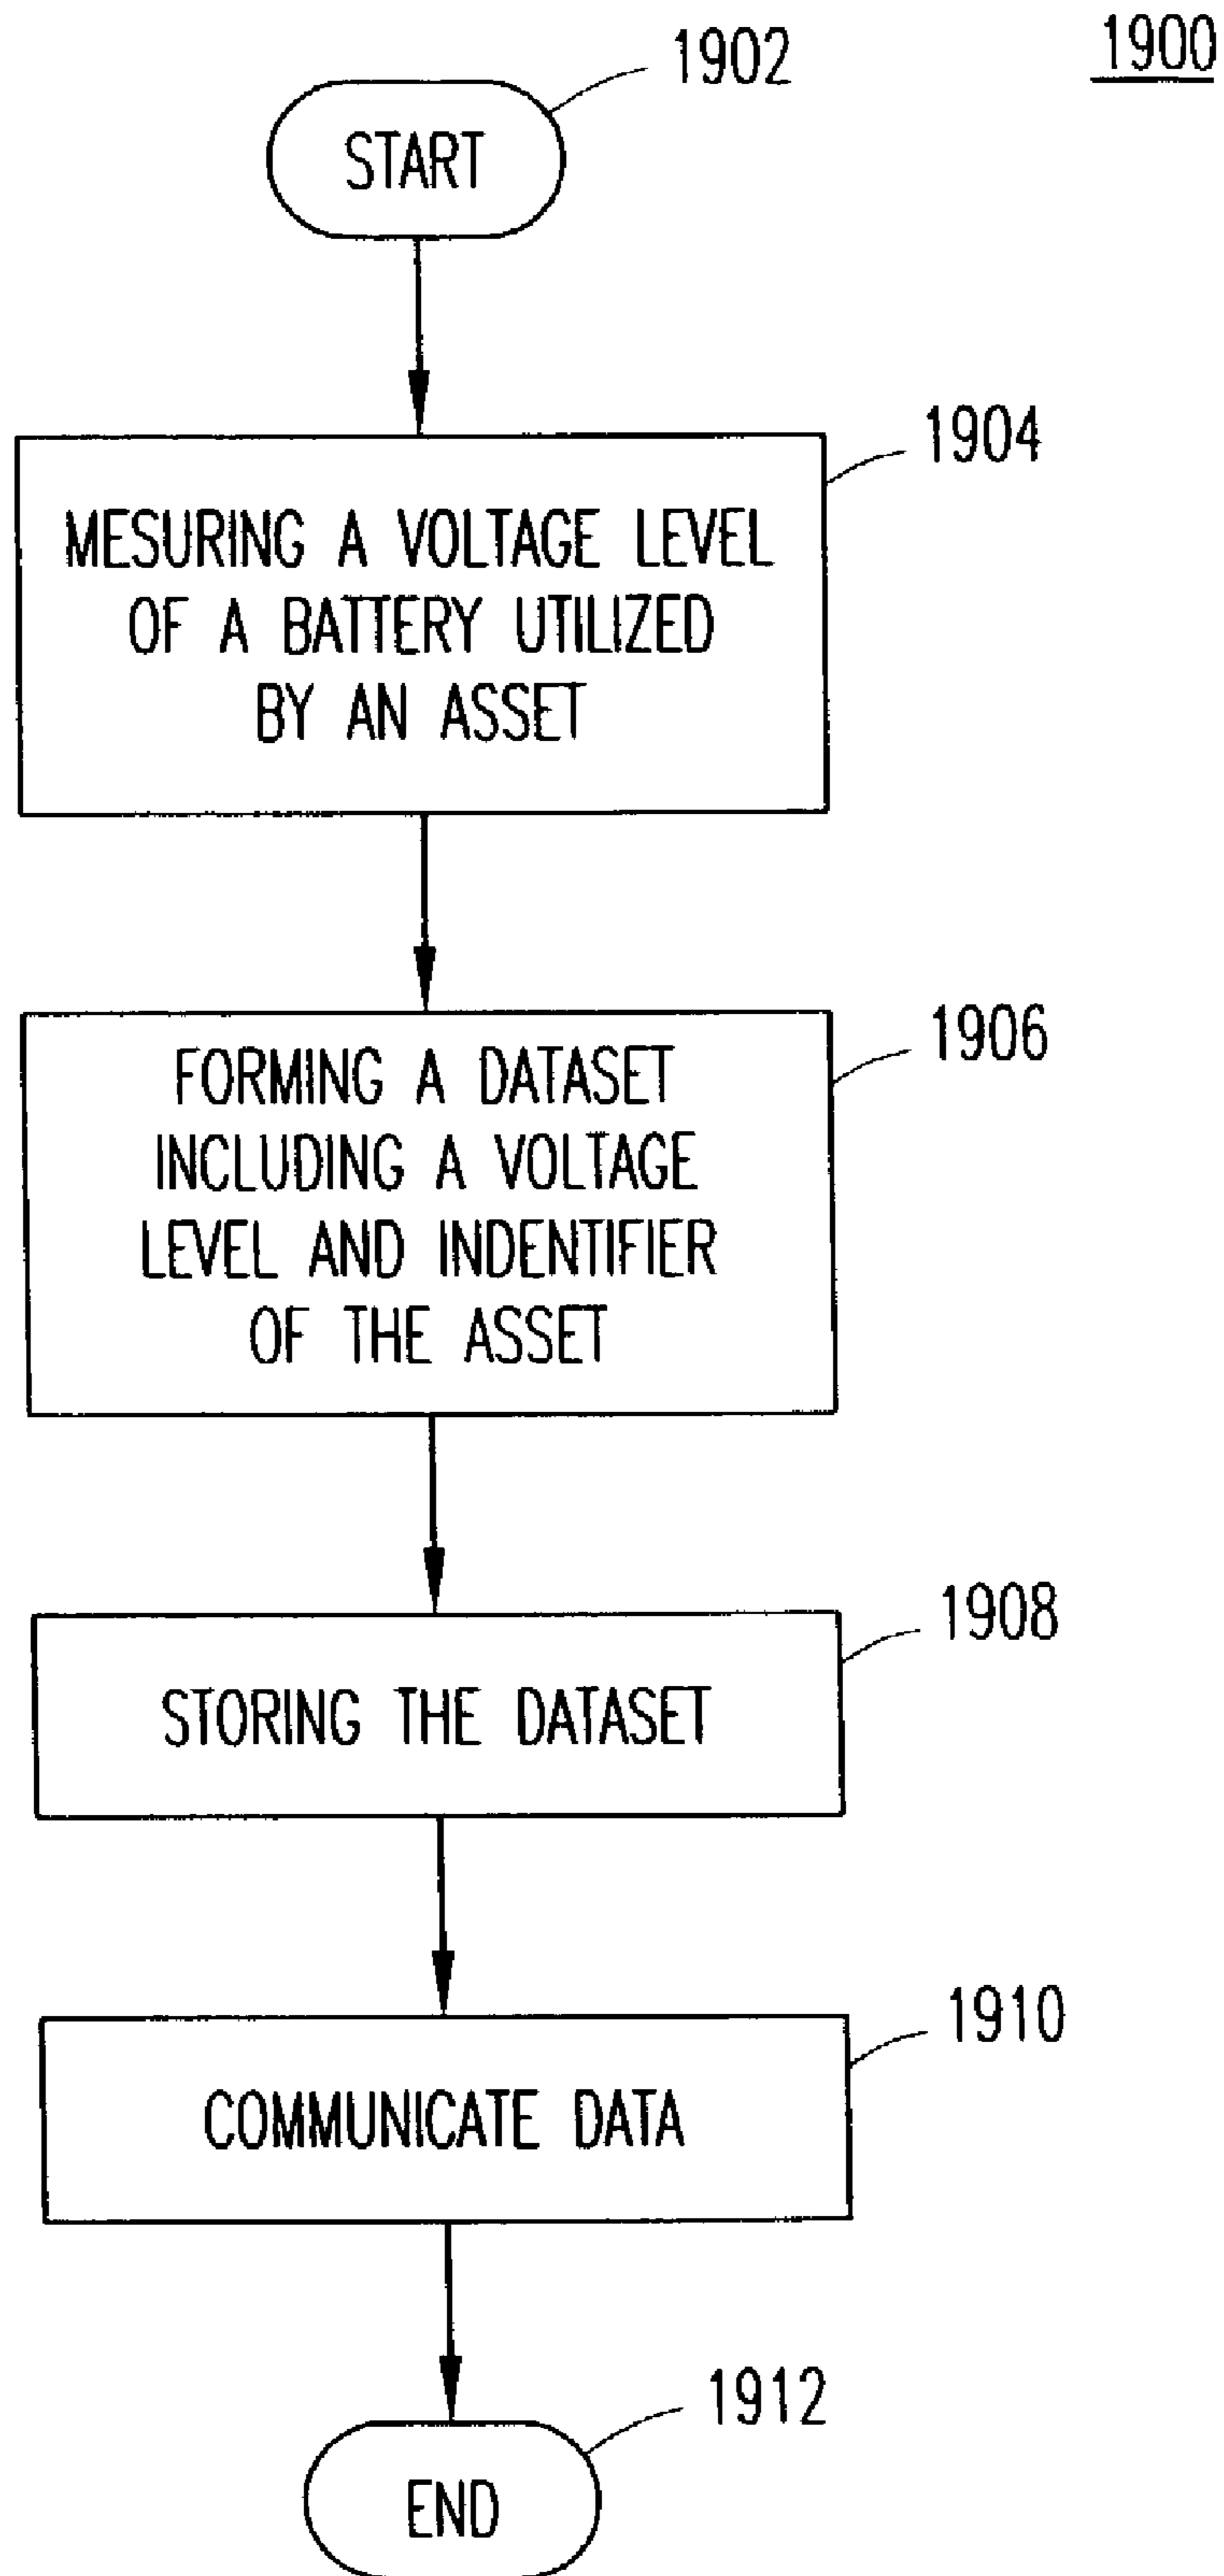 1900
1902
START
1904
MESURING A VOLTAGE LEVEL
OF A BATTERY UTILIZED
BY AN ASSET
1906
FORMING A DATASET
INCLUDING A VOLTAGE
LEVEL AND INDENTIFIER
OF THE ASSET
1908
STORING THE DATASET
1910
COMMUNICATE DATA
1912
END